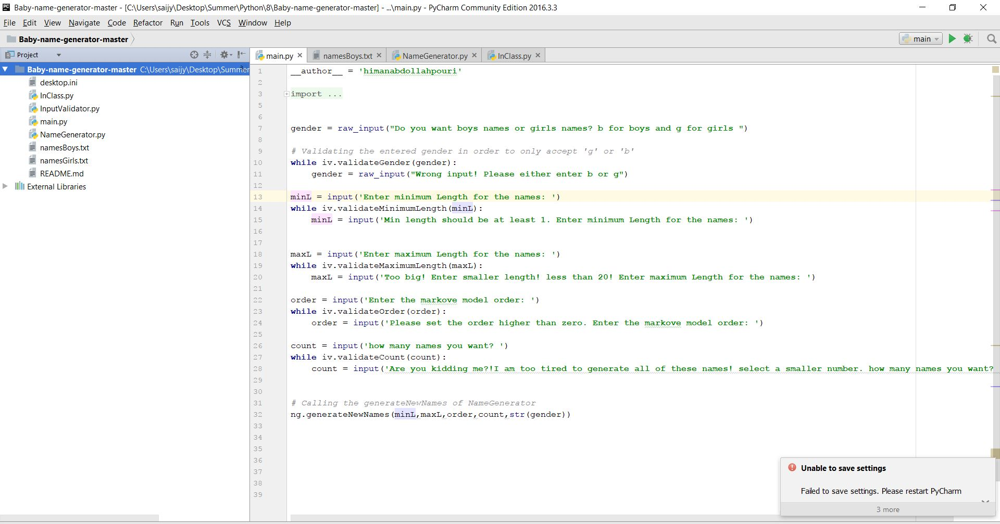 PC Baby-name-generator-master - [C:\Users\saijy\Desktop\Summer\Python\8\Baby-name-generator-master] - ...\main.py - PyCharm Community Edition 2016.3.3
File Edit View Navigate Code Refactor Run Tools VCS Window Help
Baby-name-generator-master main
Project
main.py namesBoys.txt NameGenerator.py InClass.py
Baby-name-generator-master C:\Users\saijy\Desktop\Summer
desktop.ini
InClass.py
InputValidator.py
main.py
NameGenerator.py
namesBoys.txt
namesGirls.txt
README.md
External Libraries
1 __author__ = 'himanabdollahpouri'
2
3 import ...
5
6
7 gender = raw_input("Do you want boys names or girls names? b for boys and g for girls ")
8
9 # Validating the entered gender in order to only accept 'g' or 'b'
10 while iv.validateGender(gender):
11     gender = raw_input("Wrong input! Please either enter b or g")
12
13 minL = input('Enter minimum Length for the names: ')
14 while iv.validateMinimumLength(minL):
15     minL = input('Min length should be at least 1. Enter minimum Length for the names: ')
16
17
18 maxL = input('Enter maximum Length for the names: ')
19 while iv.validateMaximumLength(maxL):
20     maxL = input('Too big! Enter smaller length! less than 20! Enter maximum Length for the names: ')
21
22 order = input('Enter the markove model order: ')
23 while iv.validateOrder(order):
24     order = input('Please set the order higher than zero. Enter the markove model order: ')
25
26 count = input('how many names you want? ')
27 while iv.validateCount(count):
28     count = input('Are you kidding me?!I am too tired to generate all of these names! select a smaller number. how many names you want?
29
30
31 # Calling the generateNewNames of NameGenerator
32 ng.generateNewNames(minL,maxL,order,count,str(gender))
33
34
35
36
37
38
39
Unable to save settings
Failed to save settings. Please restart PyCharm
3 more